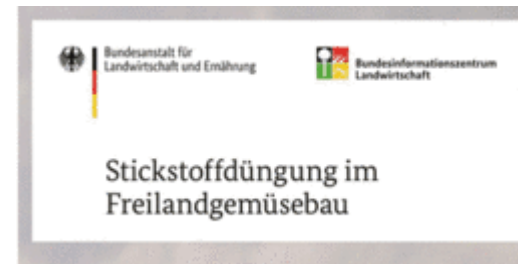 Bundesanstalt für
Landwirtschaft und Ernährung
Bundesinformationszentrum
Landwirtschaft
Stickstoffdüngung im
Freilandgemüsebau